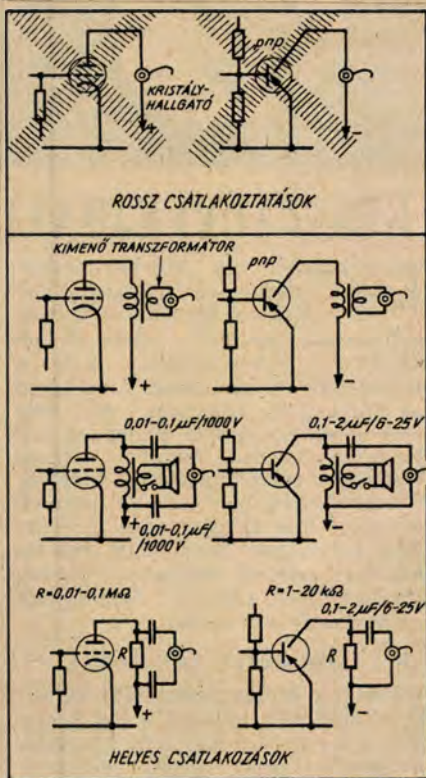 pnp
KRISTÁLY-
HALLGATÓ
+
-
ROSSZ CSATLAKOZTATÁSOK
KIMENŐ TRANSZFORMÁTOR
pnp
+
-
0,01-0,1µF/1000V
0,1-2µF/6-25V
+
-
0,01-0,1µF/
/1000V
R=0,01-0,1MΩ
R=1-20kΩ
0,1-2µF/6-25V
R
R
+
-
HELYES CSATLAKOZÁSOK